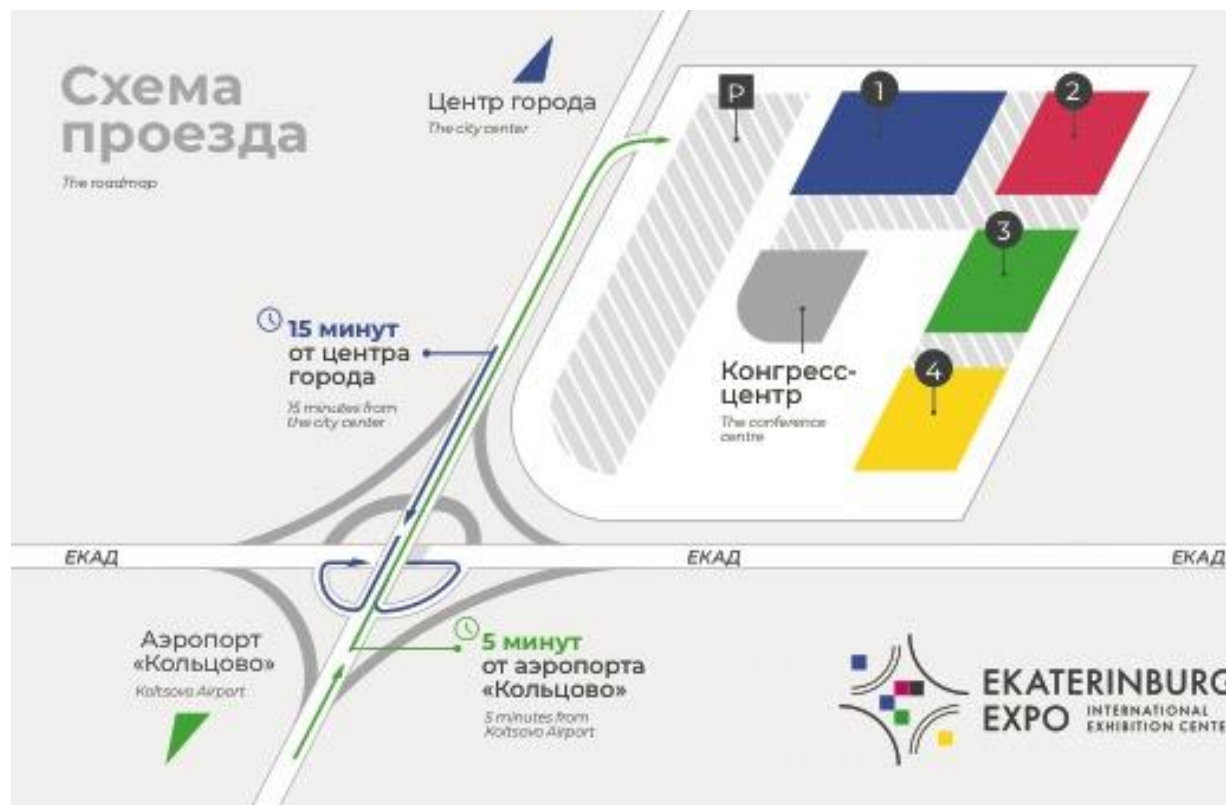 Схема
проезда
The roadmap
Центр города
The city center
P
1
2
3
4
15 минут
от центра
города
15 minutes from
the city center
Конгресс-
центр
The conference
centre
ЕКАД
ЕКАД
ЕКАД
Аэропорт
«Кольцово»
Koltsovo Airport
5 минут
от аэропорта
«Кольцово»
5 minutes from
Koltsovo Airport
EKATERINBURG
EXPO
INTERNATIONAL
EXHIBITION CENTE